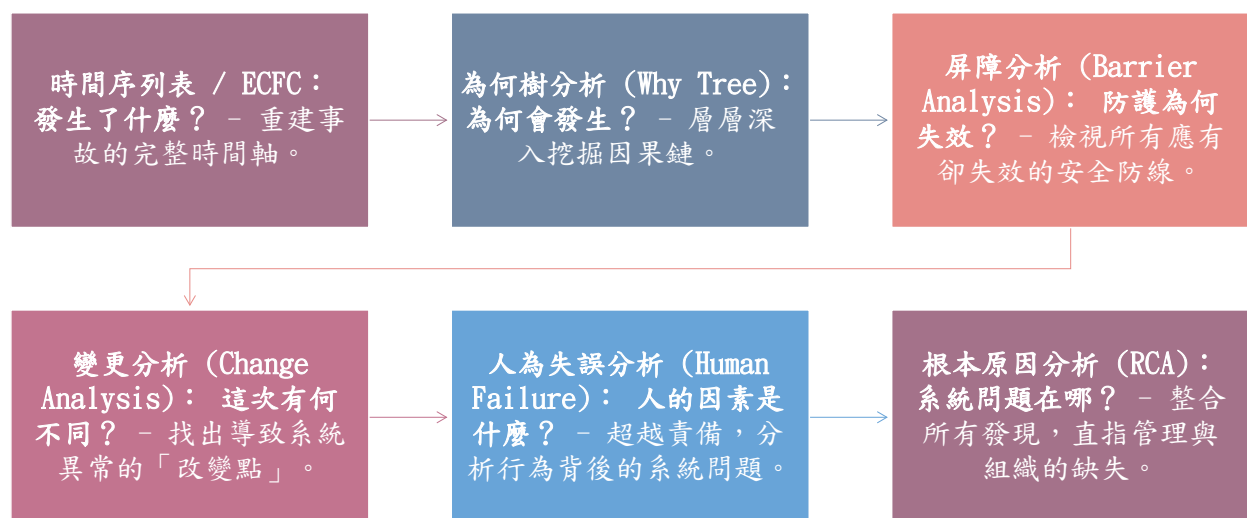 時間序列表 / ECFC：
發生了什麼？ – 重建事
故的完整時間軸。
為何樹分析 (Why Tree)：
為何會發生？ – 層層深
入挖掘因果鏈。
屏障分析 (Barrier
Analysis)： 防護為何
失效？ – 檢視所有應有
卻失效的安全防線。
變更分析 (Change
Analysis)： 這次有何
不同？ – 找出導致系統
異常的「改變點」。
人為失誤分析 (Human
Failure)： 人的因素是
什麼？ – 超越責備，分
析行為背後的系統問題。
根本原因分析 (RCA)：
系統問題在哪？ – 整合
所有發現，直指管理與
組織的缺失。